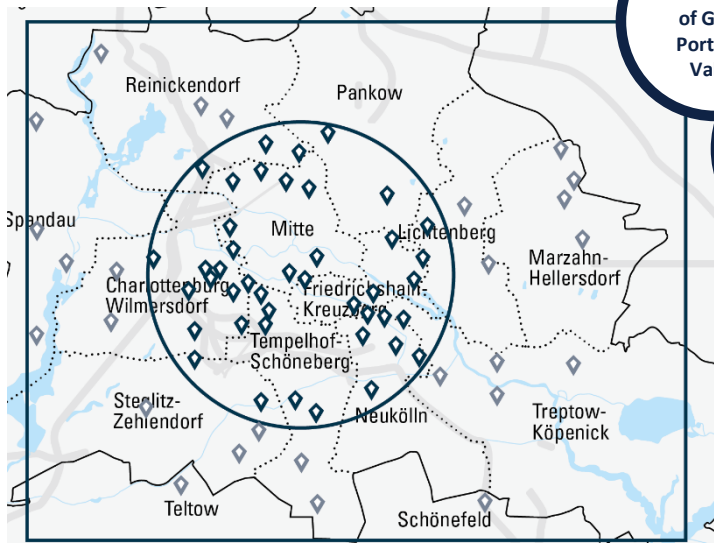 of G
Port
Va
Reinickendorf
Pankow
Spandau
Mitte
Lichtenberg
Marzahn-
Hellersdorf
Charlottenburg
Wilmersdorf
Friedrichshain-
Kreuzberg
Tempelhof-
Schöneberg
Steglitz-
Zehlendorf
Neukölln
Treptow-
Köpenick
Teltow
Schönefeld